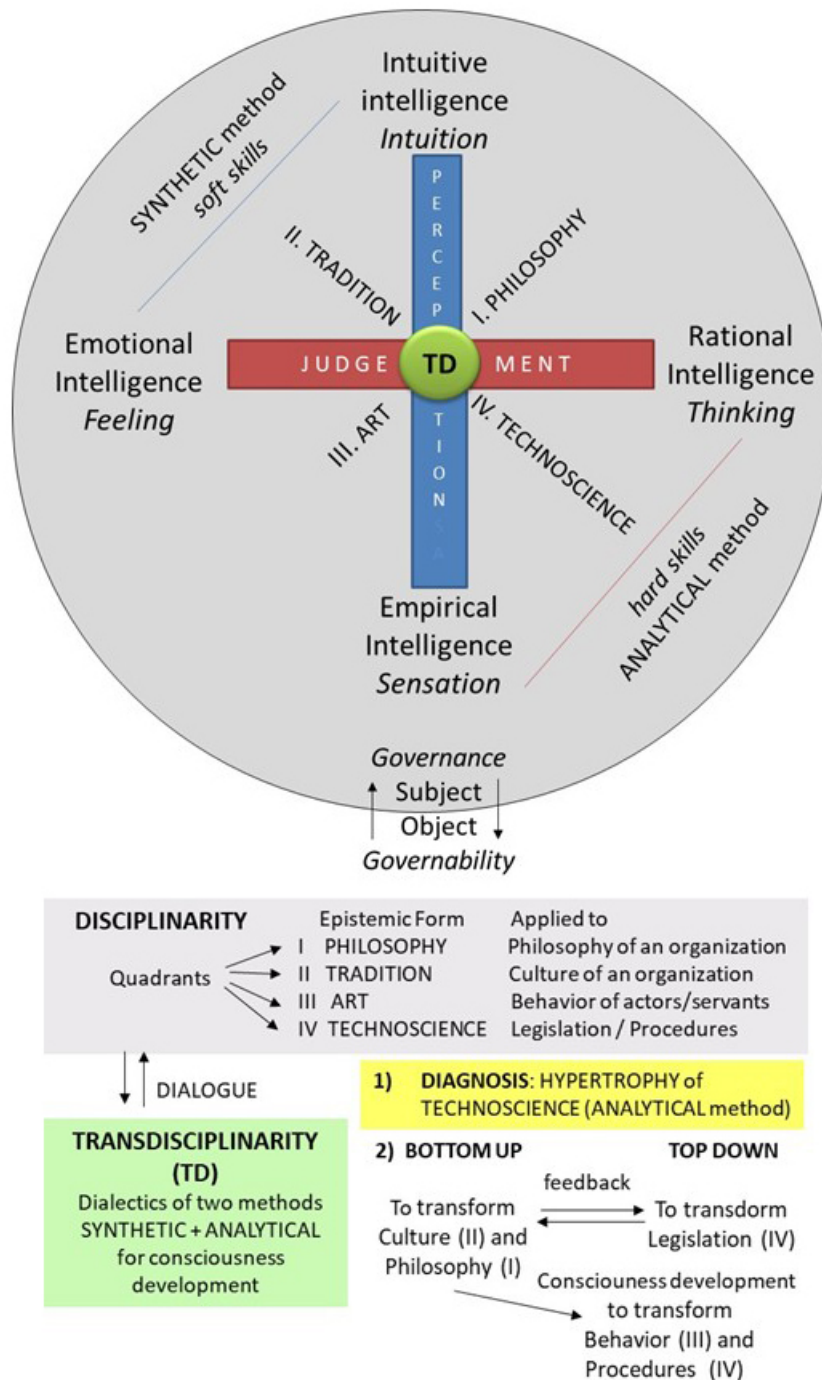 Intuitive
intelligence
Intuition
SYNTHETIC method
soft skills
PERCEP
II. TRADITION
I. PHILOSOPHY
Emotional
Intelligence
Feeling
JUDGE
TD
MENT
Rational
Intelligence
Thinking
III. ART
IV. TECHNOSCIENCE
TIONSA
hard skills
ANALYTICAL method
Empirical
Intelligence
Sensation
Governance
Subject
Object
Governability
DISCIPLINARITY
Epistemic Form Applied to
Quadrants
I PHILOSOPHY Philosophy of an organization
II TRADITION Culture of an organization
III ART Behavior of actors/servants
IV TECHNOSCIENCE Legislation / Procedures
DIALOGUE
TRANSDISCIPLINARITY
(TD)
Dialectics of two methods
SYNTHETIC + ANALYTICAL
for consciousness
development
1) DIAGNOSIS: HYPERTROPHY of
TECHNOSCIENCE (ANALYTICAL method)
2) BOTTOM UP TOP DOWN
feedback
To transform
Culture (II) and
Philosophy (I)
To transdorm
Legislation (IV)
Consciouness development
to transform
Behavior (III) and
Procedures (IV)